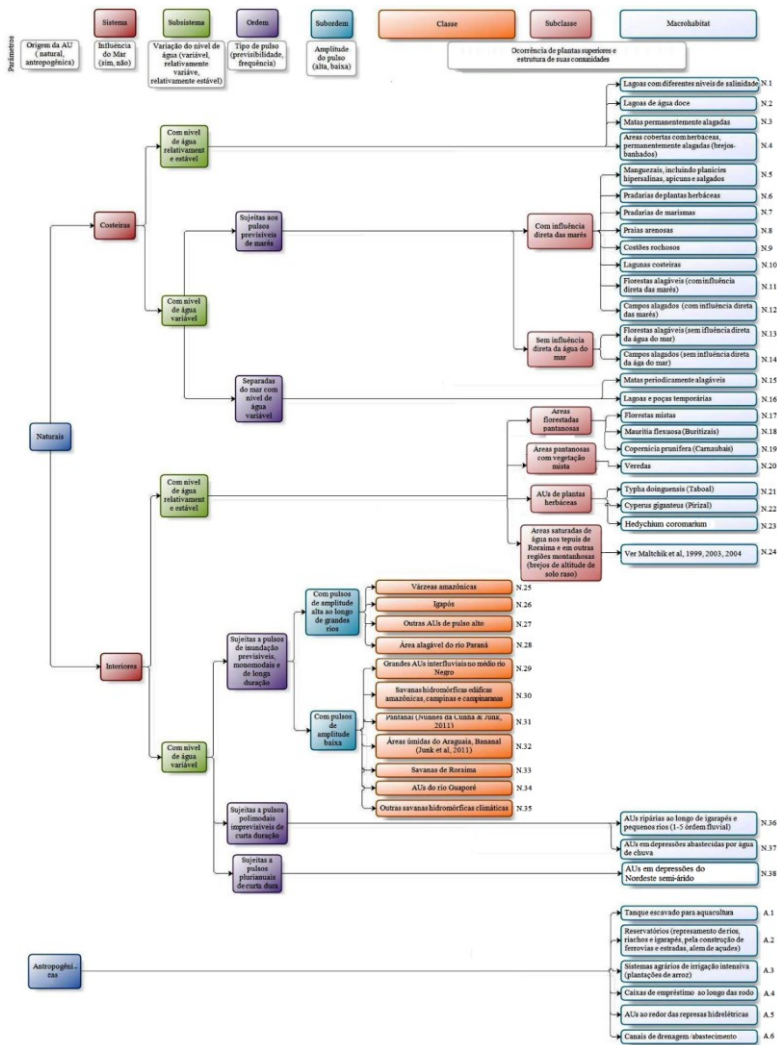 Sistema
Subsistema
Ordem
Subordem
Classe
Subclasse
Macrohabitat
Parâmetros
Origem da AU
( natural,
antropogênica)
Influência
do Mar
(sim, não)
Variação do nível de
água (variável,
relativamente
variáve,
relativamente estável)
Tipo de pulso
(previsibilidade,
frequência)
Amplitude
do pulso
(alta, baixa)
Ocorrência de plantas superiores e
estrutura de suas comunidades
Lagoas com diferentes níveis de salinidade
N.1
Lagoas de água doce
N.2
Matas permanentemente alagadas
N.3
Com nível
de água
relativament
e estável
Áreas cobertas com herbáceas,
permanentemente alagadas (brejos-
banhados)
N.4
Manguezais, incluindo planícies
hipersalinas, apicuns e salgados
N.5
Pradarias de plantas herbáceas
N.6
Pradarias de marismas
N.7
Costeiras
Sujeitas aos
pulsos
previsíveis
de marés
Com influência
direta das marés
Praias arenosas
N.8
Costões rochosos
N.9
Lagunas costeiras
N.10
Florestas alagáveis (com influência
direta das marés)
N.11
Com nível
de água
variável
Campos alagados (com influência direta
das marés)
N.12
Sem influência
direta da água do
mar
Florestas alagáveis (sem ifluência direta
da água do mar)
N.13
Campos alagados (sem influência direta
da ága do mar)
N.14
Separadas
do mar com
nível de
água
variável
Matas periodicamente alagáveis
N.15
Lagoas e poças temporárias
N.16
Naturais
Áreas
florestadas
pantanosas
Florestas mistas
N.17
Mauritia flexuosa (Buritizais)
N.18
Copernicia prunifera (Carnaubais)
N.19
Áreas pantanosas
com vegetação
mista
Veredas
N.20
Com nível
de água
relativament
e estável
AUs de plantas
herbáceas
Typha doinguensis (Taboal)
N.21
Cyperus giganteus (Pirizal)
N.22
Hedychium coromarium
N.23
Áreas saturadas de
água nos tepuis de
Roraima e em outras
regiões montanhosas
(brejos de altitude de
solo raso)
Ver Maltchik et al, 1999, 2003, 2004
N.24
Com pulsos
de amplitude
alta ao longo
de grandes
rios
Várzeas amazônicas
N.25
Igapós
N.26
Outras AUs de pulso alto
N.27
Área alagável do rio Paraná
N.28
Interiores
Sujeitas a pulsos
de inundação
previsíveis,
monomodais e
de longa
duração
Grandes AUs interfluviais no médio rio
Negro
N.29
Savanas hidromórficas edáficas
amazônicas, campinas e campinaranas
N.30
Com pulsos
de
amplitude
baixa
Pantanal (Nunnes da Cunha & Junk,
2011)
N.31
Áreas úmidas do Araguaia, Bananal
(Junk et al, 2011)
N.32
Com nível
de água
variável
Savanas de Roraima
N.33
AUs do rio Guaporé
N.34
Outras savanas hidromórficas climáticas
N.35
Sujeitas a pulsos
polimodais
imprevisíveis de
curta duração
AUs ripárias ao longo de igarapés e
pequenos rios (1-5 órdem fluvial)
N.36
AUs em depressões abastecidas por água
de chuva
N.37
Sujeitas a
pulsos
plurianuais
de curta dura
AUs em depressões do
Nordeste semi-árido
N.38
Tanque escavado para aquacultura
A.1
Reservatórios (represamento de rios,
riachos e igarapés, pela construção de
ferrovias e estradas, alem de açudes)
A.2
Antropogêni-
zas
Sistemas agrários de irrigação intensiva
(plantações de arroz)
A.3
Caixas de empréstimo ao longo das rodo
A.4
AUs ao redor das represas hidrelétricas
A.5
Canais de drenagem /abastecimento
A.6